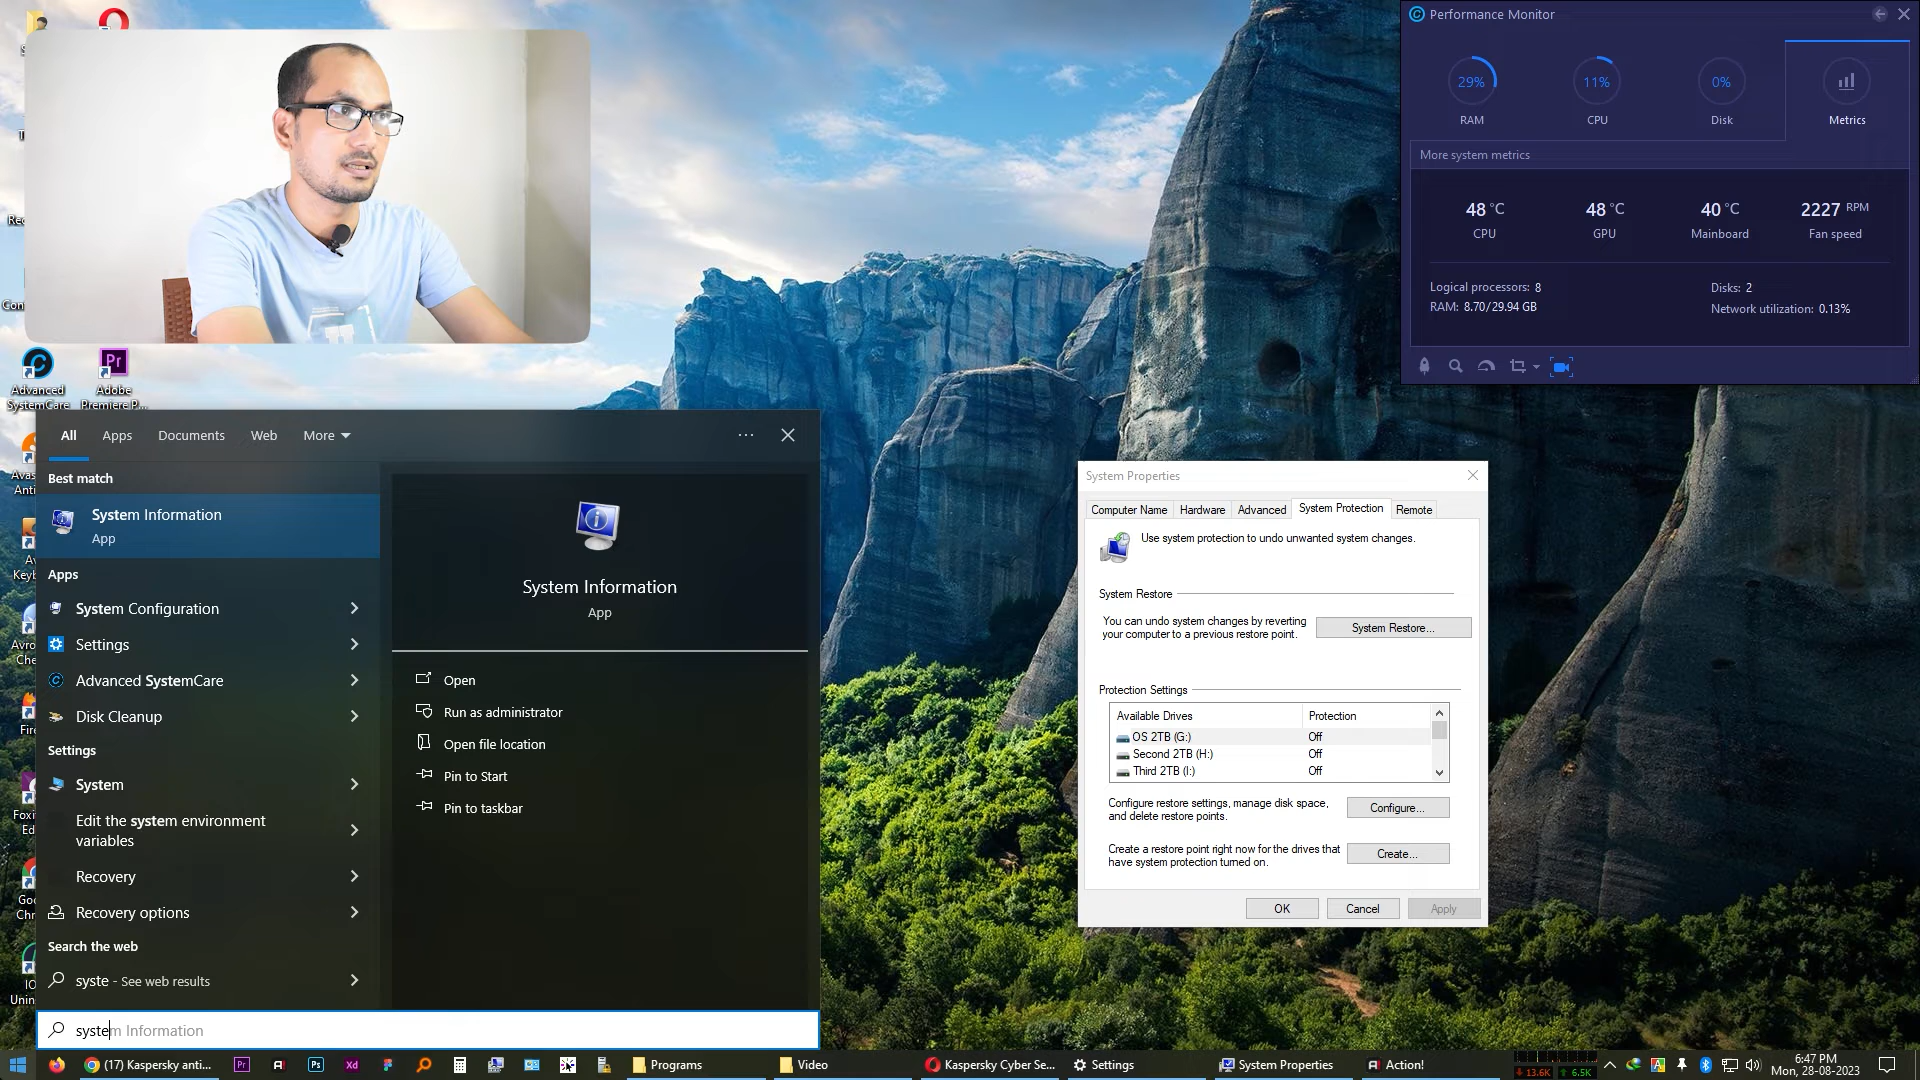 Performance Monitor
29%
11%
0%
RAM
CPU
Disk
Metrics
More system metrics
48 °C
48 °C
40 °C
2227 RPM
CPU
GPU
Mainboard
Fan speed
Logical processors: 8
Disks: 2
RAM: 8.70/29.94 GB
Network utilization: 0.13%
Advanced
SystemCare
Pr
Adobe
Premiere P...
All
Apps
Documents
Web
More
Best match
System Information
App
Apps
System Configuration
Settings
Advanced SystemCare
Disk Cleanup
Settings
System
Edit the system environment
variables
Recovery
Recovery options
Search the web
syste - See web results
system Information
System Information
App
Open
Run as administrator
Open file location
Pin to Start
Pin to taskbar
System Properties
Computer Name
Hardware
Advanced
System Protection
Remote
Use system protection to undo unwanted system changes.
System Restore
You can undo system changes by reverting
your computer to a previous restore point.
System Restore...
Protection Settings
Available Drives
Protection
OS 2TB (G:)
Off
Second 2TB (H:)
Off
Third 2TB (I:)
Off
Configure restore settings, manage disk space,
and delete restore points.
Configure...
Create a restore point right now for the drives that
have system protection turned on.
Create...
OK
Cancel
Apply
(17) Kaspersky anti...
Pr
Ps
Xd
Programs
Video
Kaspersky Cyber Se...
Settings
System Properties
Action!
13.6K
6.5K
6:47 PM
Mon, 28-08-2023